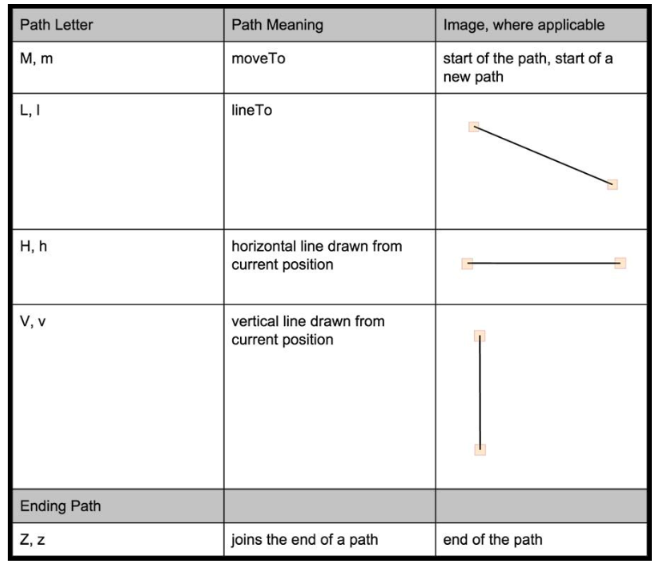 Path Letter
Path Meaning
Image, where applicable
M, m
moveTo
start of the path, start of a
new path
L, l
lineTo
H, h
horizontal line drawn from
current position
V, v
vertical line drawn from
current position
Ending Path
Z, z
joins the end of a path
end of the path